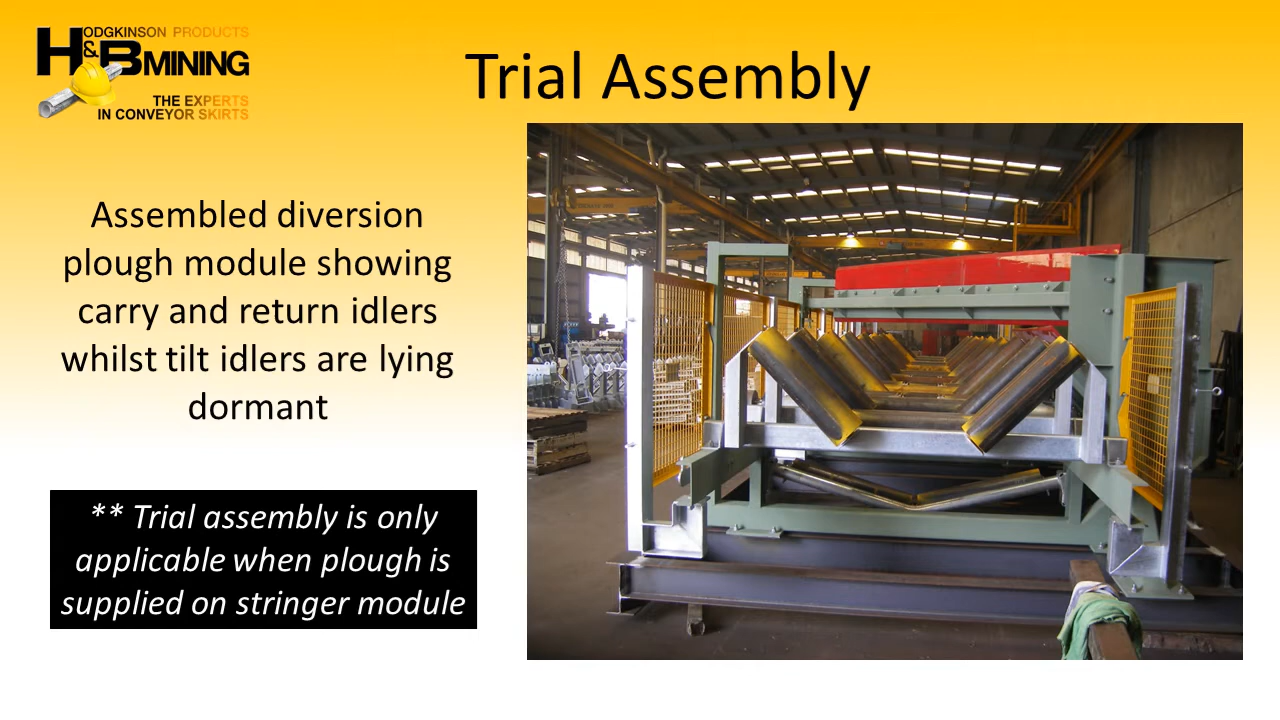 HODGKINSON PRODUCTS
&
B MINING
THE EXPERTS
IN CONVEYOR SKIRTS
Trial Assembly
Assembled diversion
plough module showing
carry and return idlers
whilst tilt idlers are lying
dormant
** Trial assembly is only
applicable when plough is
supplied on stringer module